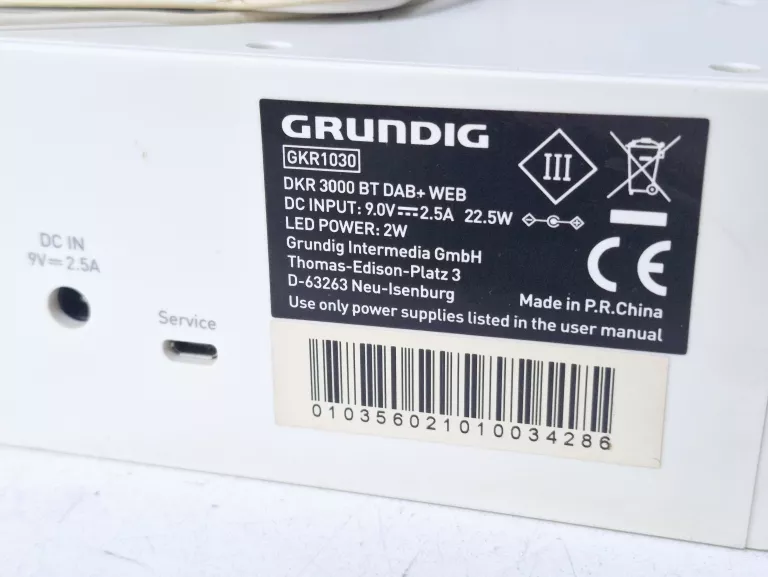 GRUNDIG
GKR1030
III
DKR 3000 BT DAB+ WEB
DC INPUT: 9.0V⎓2.5A 22.5W
LED POWER: 2W
Grundig Intermedia GmbH
Thomas-Edison-Platz 3
D-63263 Neu-Isenburg
CE
Made in P.R.China
Use only power supplies listed in the user manual
DC IN
9V⎓2.5A
Service
010356021010034286